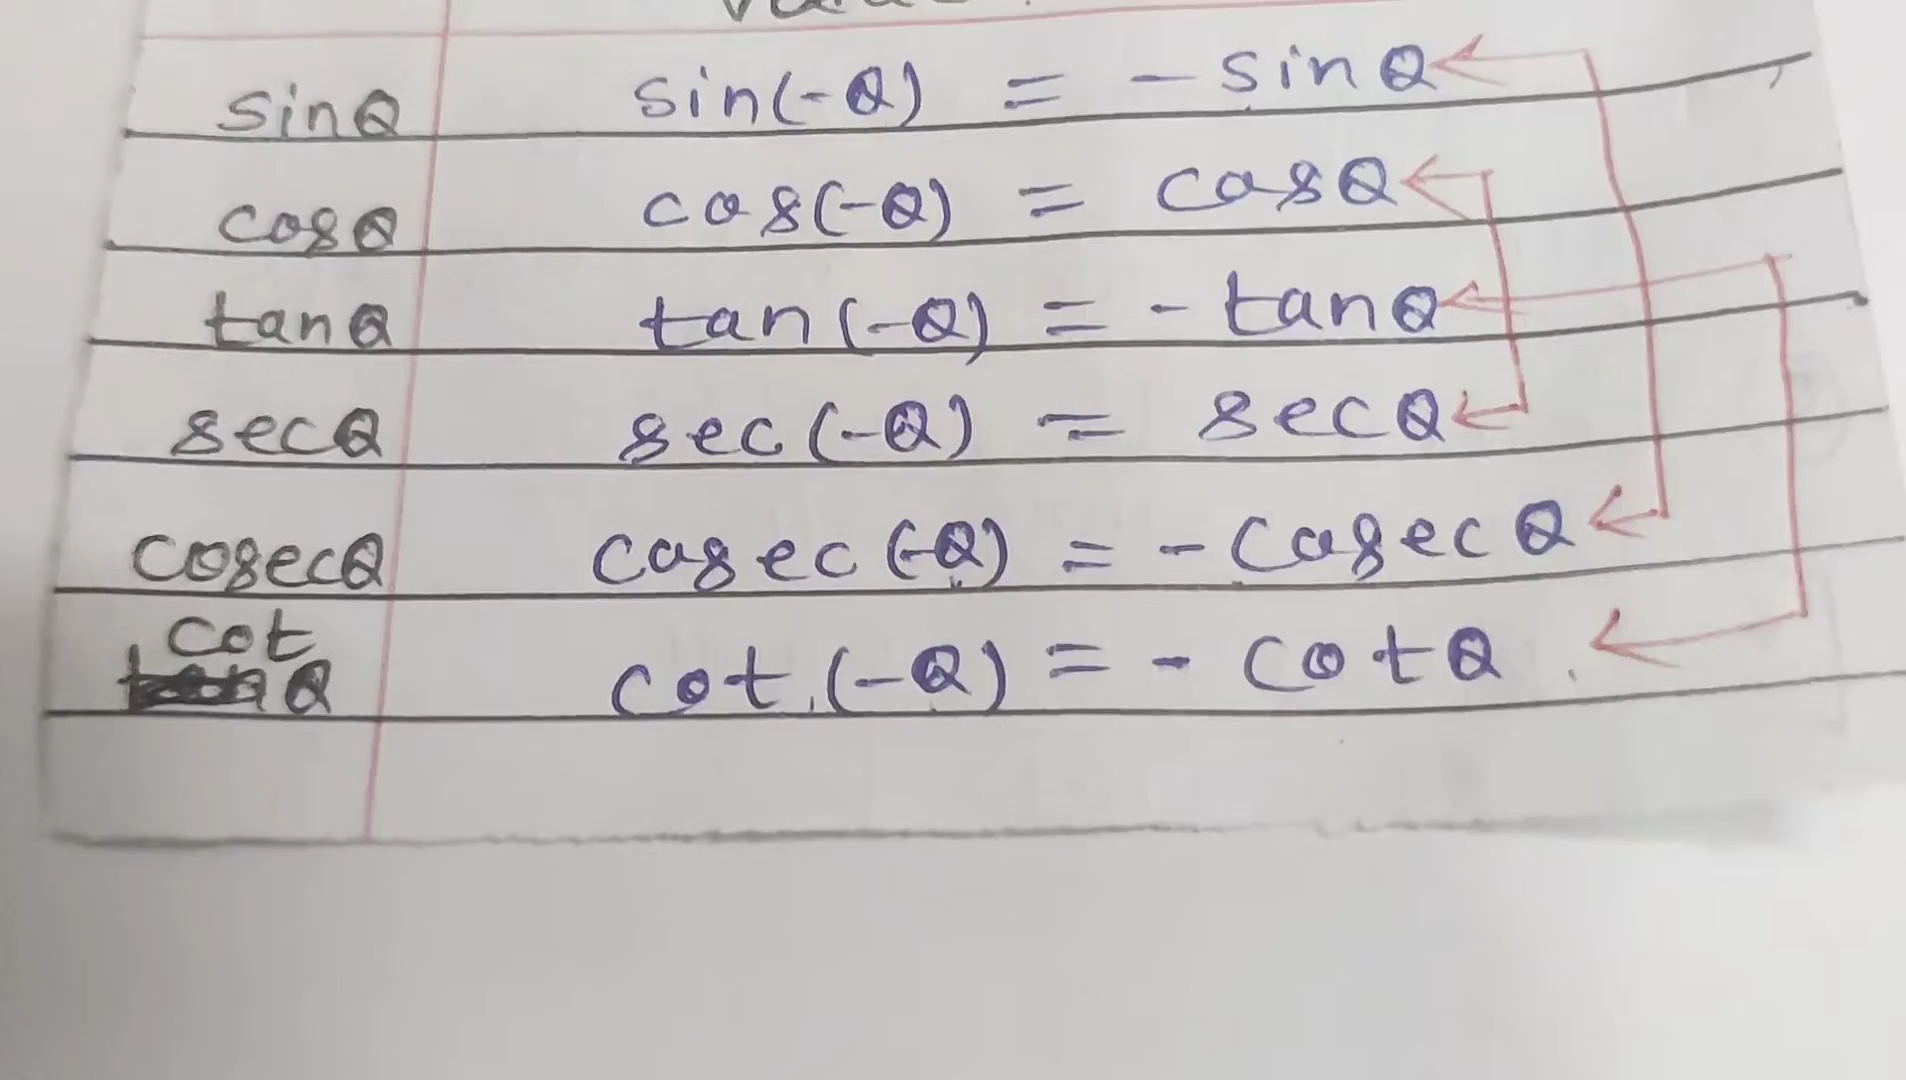 sinθ sin(-θ) = - sinθ
cosθ cos(-θ) = cosθ
tanθ tan(-θ) = - tanθ
secθ sec(-θ) = secθ
cosecθ cosec(-θ) = - cosecθ
cot
θ cot.(-θ) = - cotθ .